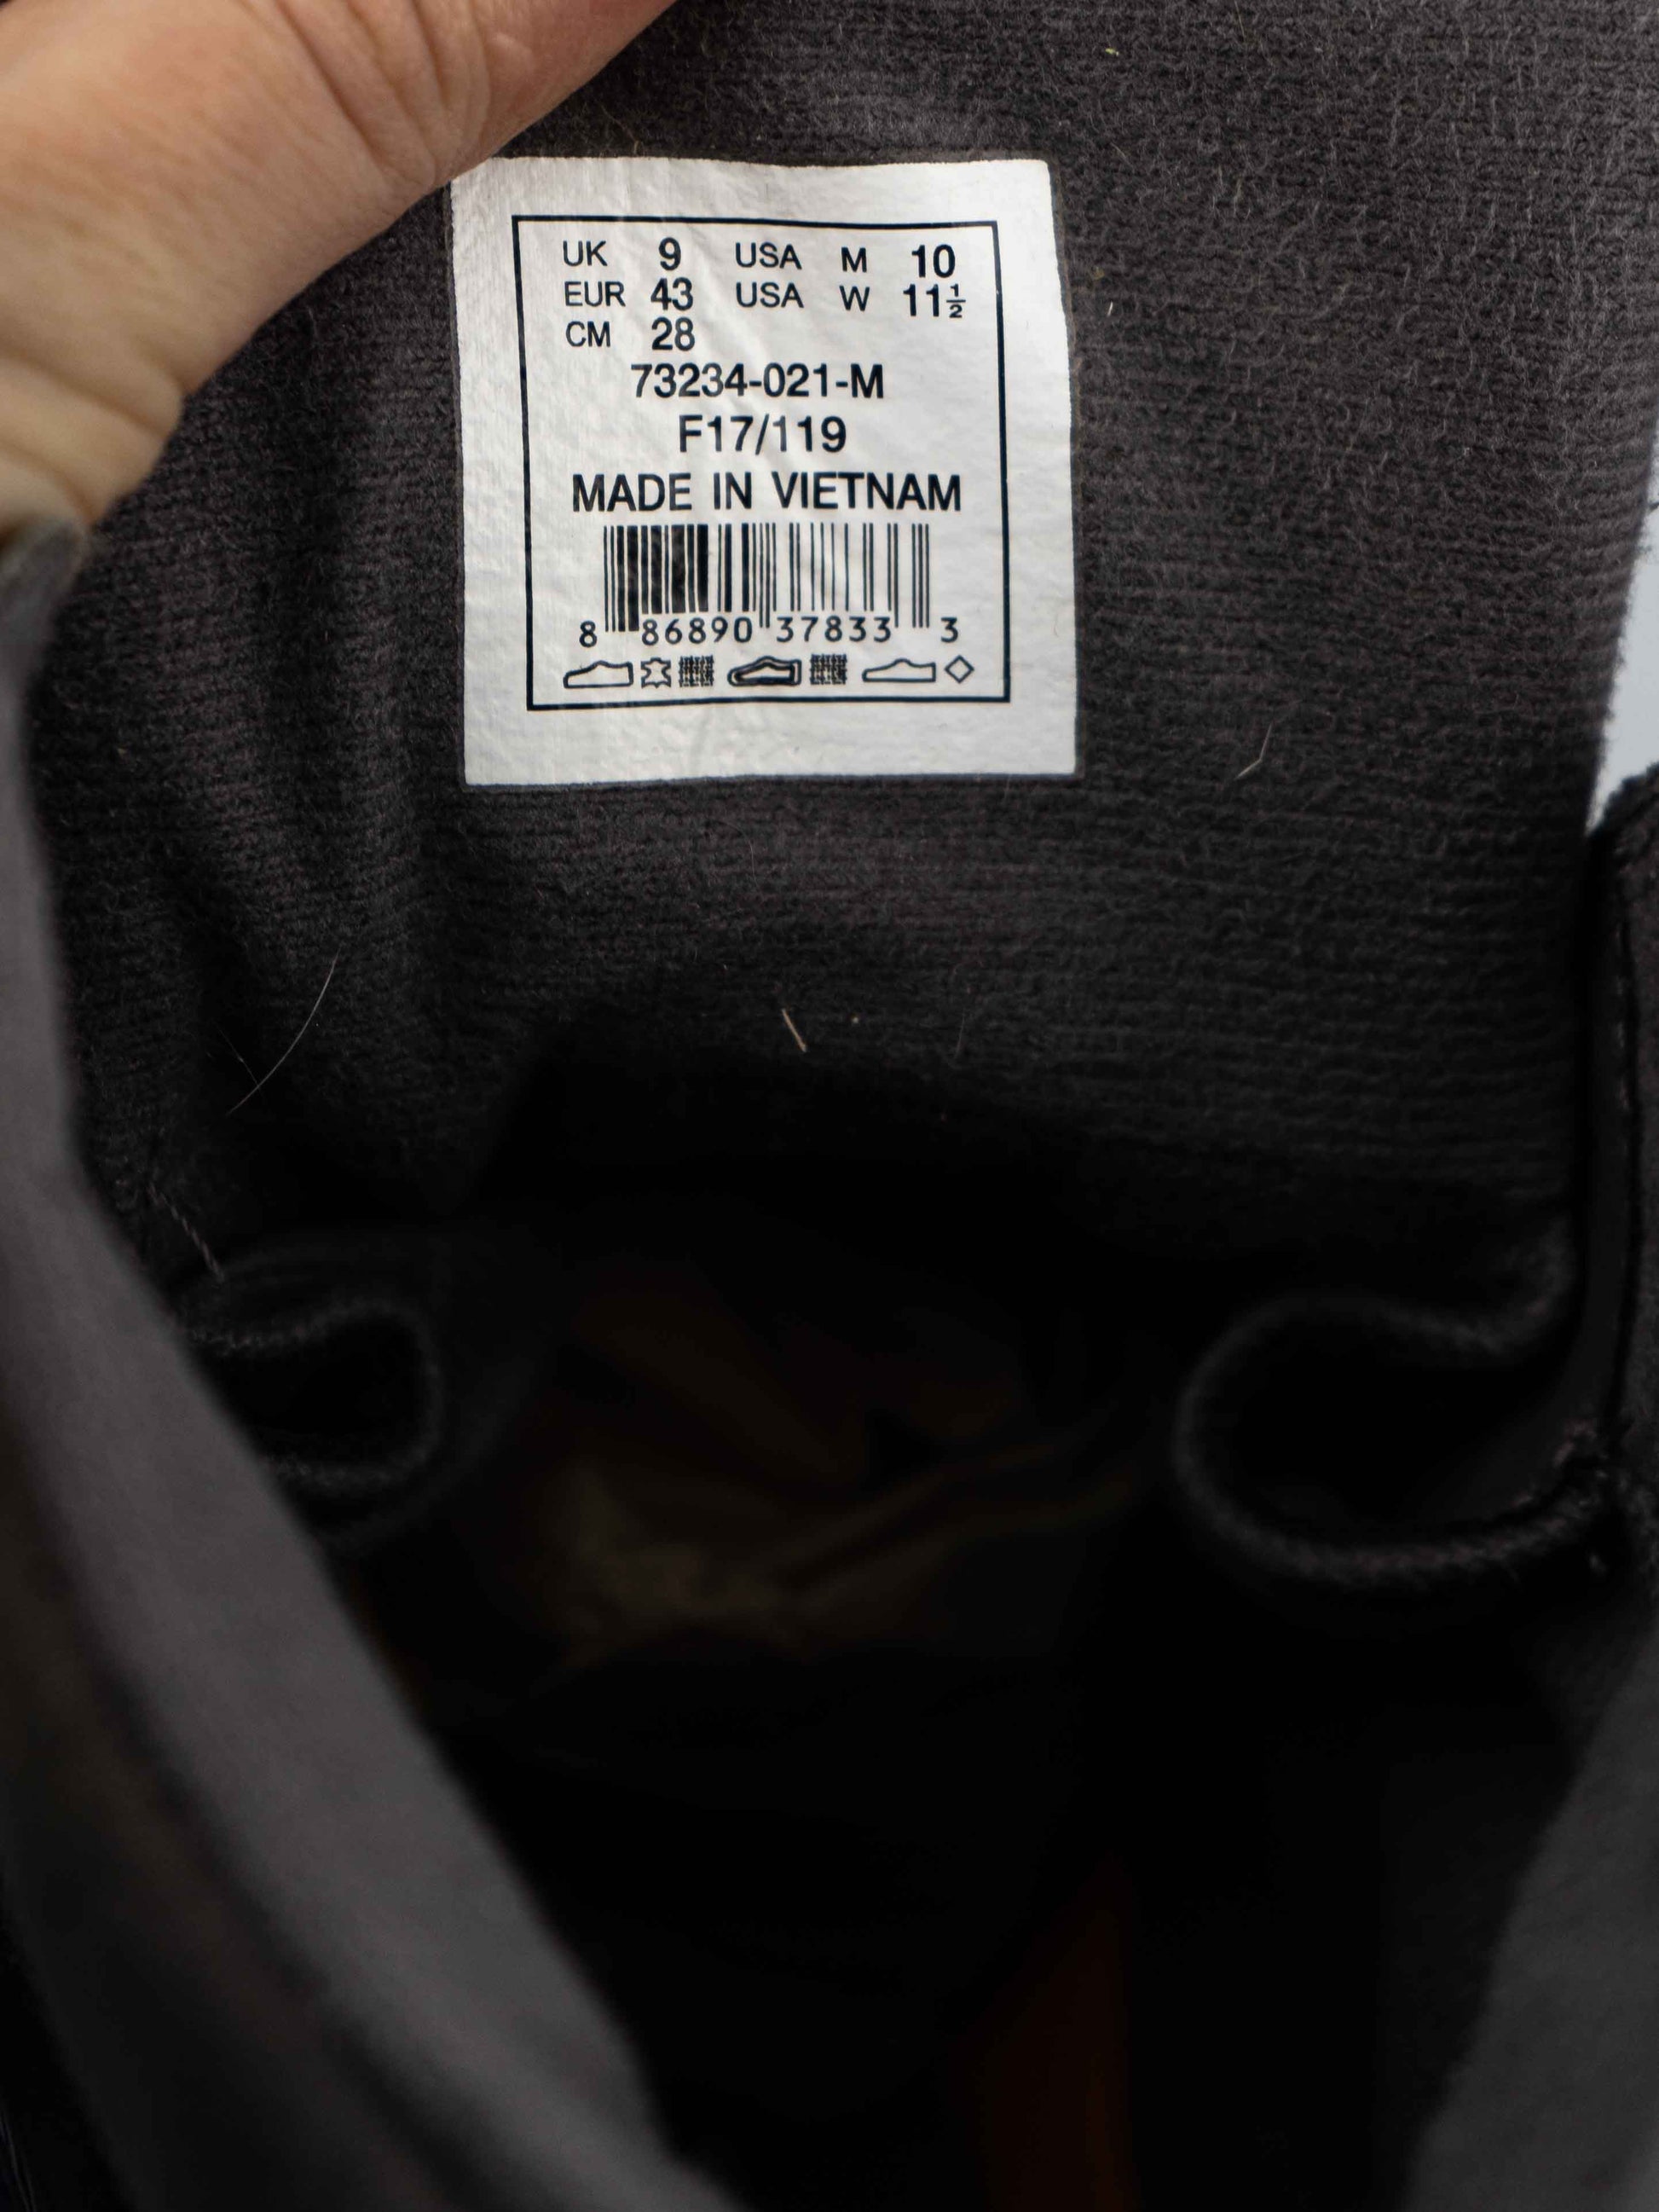 UK 9 USA M 10
EUR 43 USA W 11½
CM 28
73234-021-M
F17/119
MADE IN VIETNAM
8 86890 37833 3